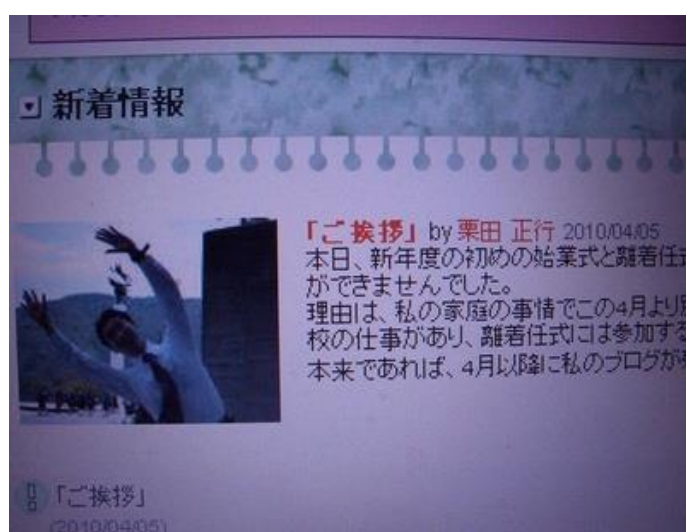 新着情報
「ご挨拶」 by 栗田 正行 2010/04/05
本日、新年度の初めの始業式と離着任式
ができませんでした。
理由は、私の家庭の事情でこの4月より
校の仕事があり、離着任式には参加する
本来であれば、4月以降に私のブログが
「ご挨拶」
(2010/04/05)